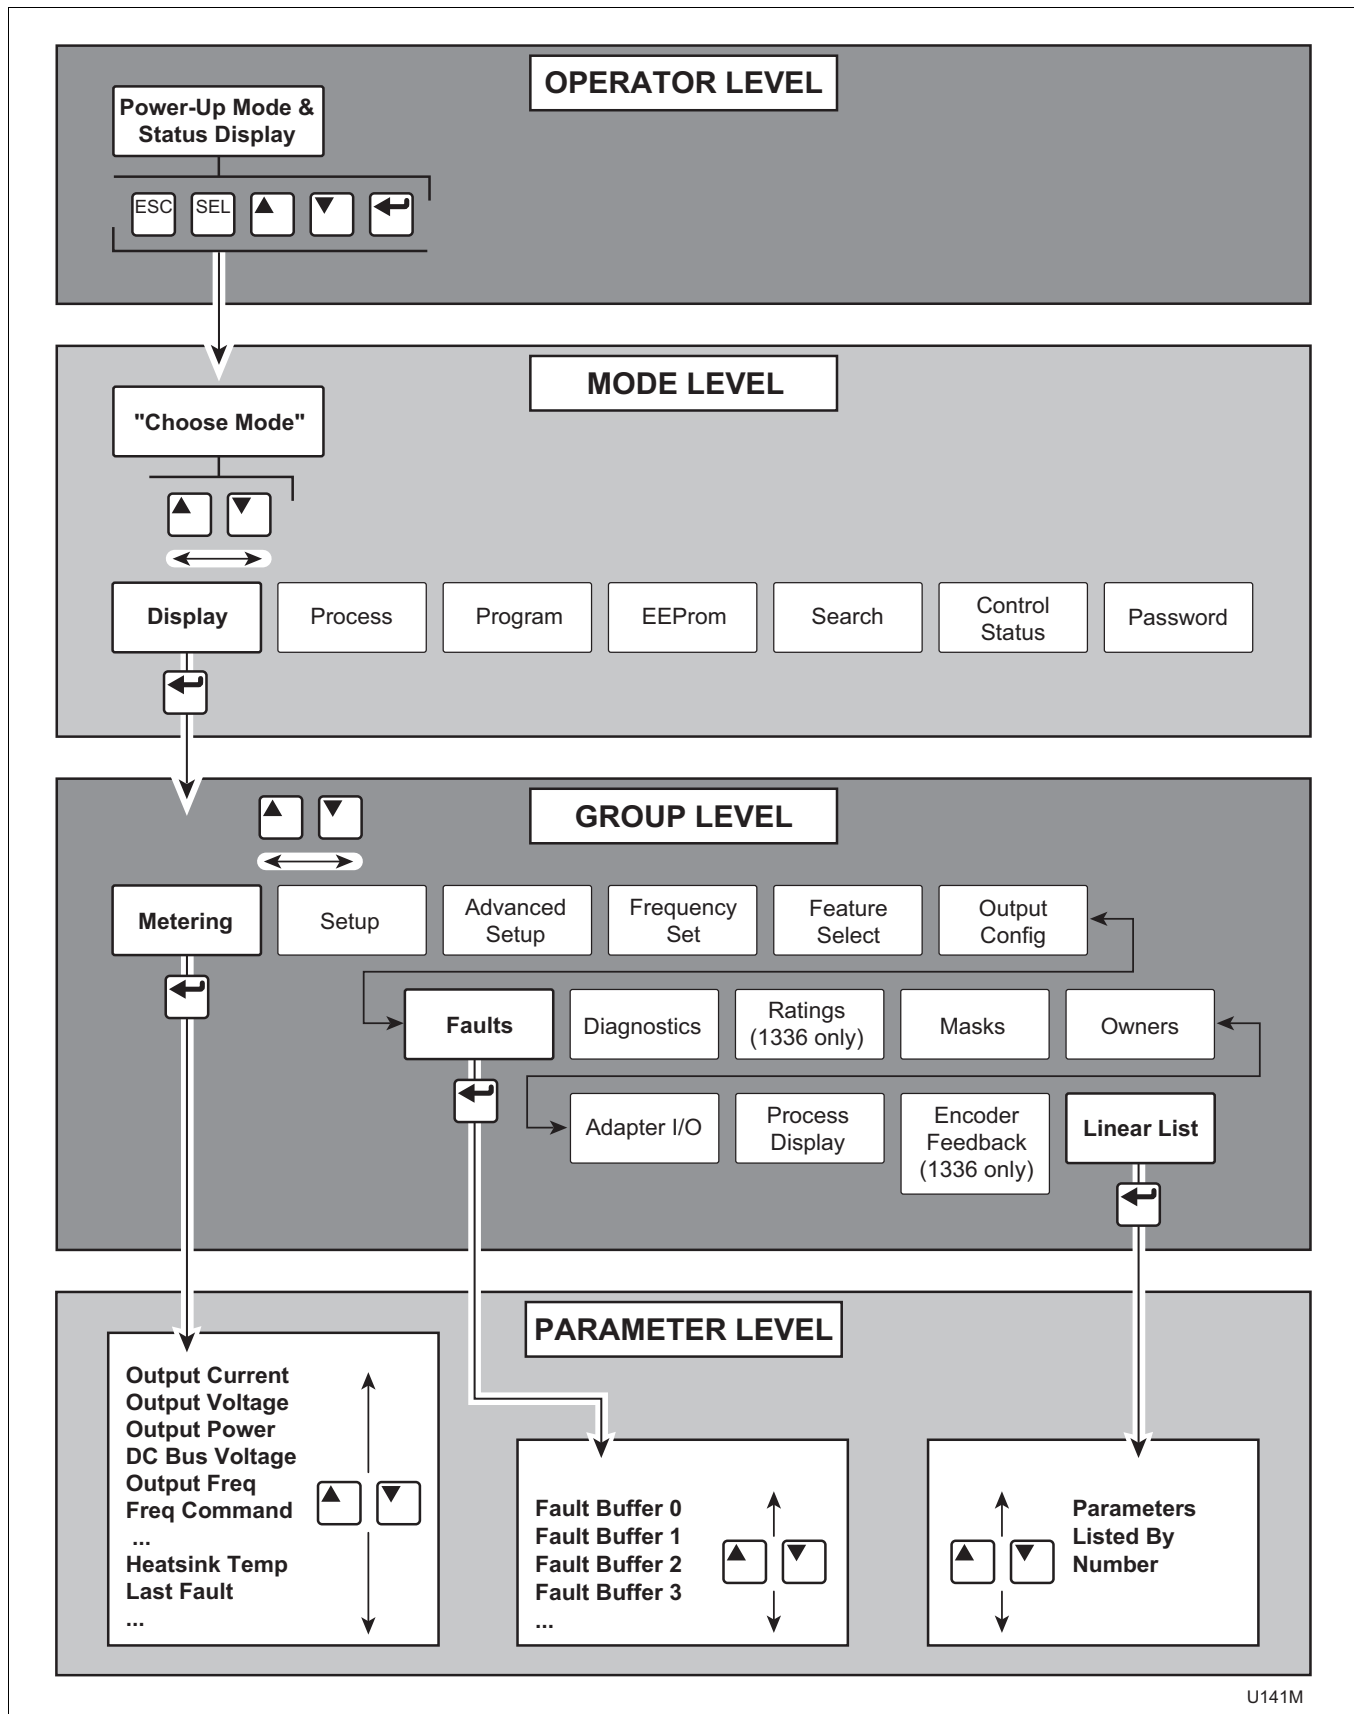 OPERATOR LEVEL
Power-Up Mode &
Status Display
ESC
SEL
MODE LEVEL
"Choose Mode"
Display
Process
Program
EEProm
Search
Control
Status
Password
GROUP LEVEL
Metering
Setup
Advanced
Setup
Frequency
Set
Feature
Select
Output
Config
Faults
Diagnostics
Ratings
(1336 only)
Masks
Owners
Adapter I/O
Process
Display
Encoder
Feedback
(1336 only)
Linear List
PARAMETER LEVEL
Output Current
Output Voltage
Output Power
DC Bus Voltage
Output Freq
Freq Command
...
Heatsink Temp
Last Fault
...
Fault Buffer 0
Fault Buffer 1
Fault Buffer 2
Fault Buffer 3
...
Parameters
Listed By
Number
U141M